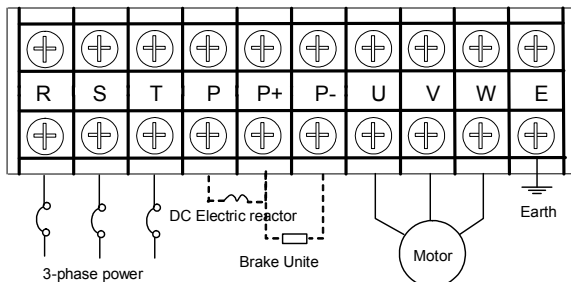 R S T P P+ P- U V W E
DC Electric reactor
Earth
Brake Unite
Motor
3-phase power